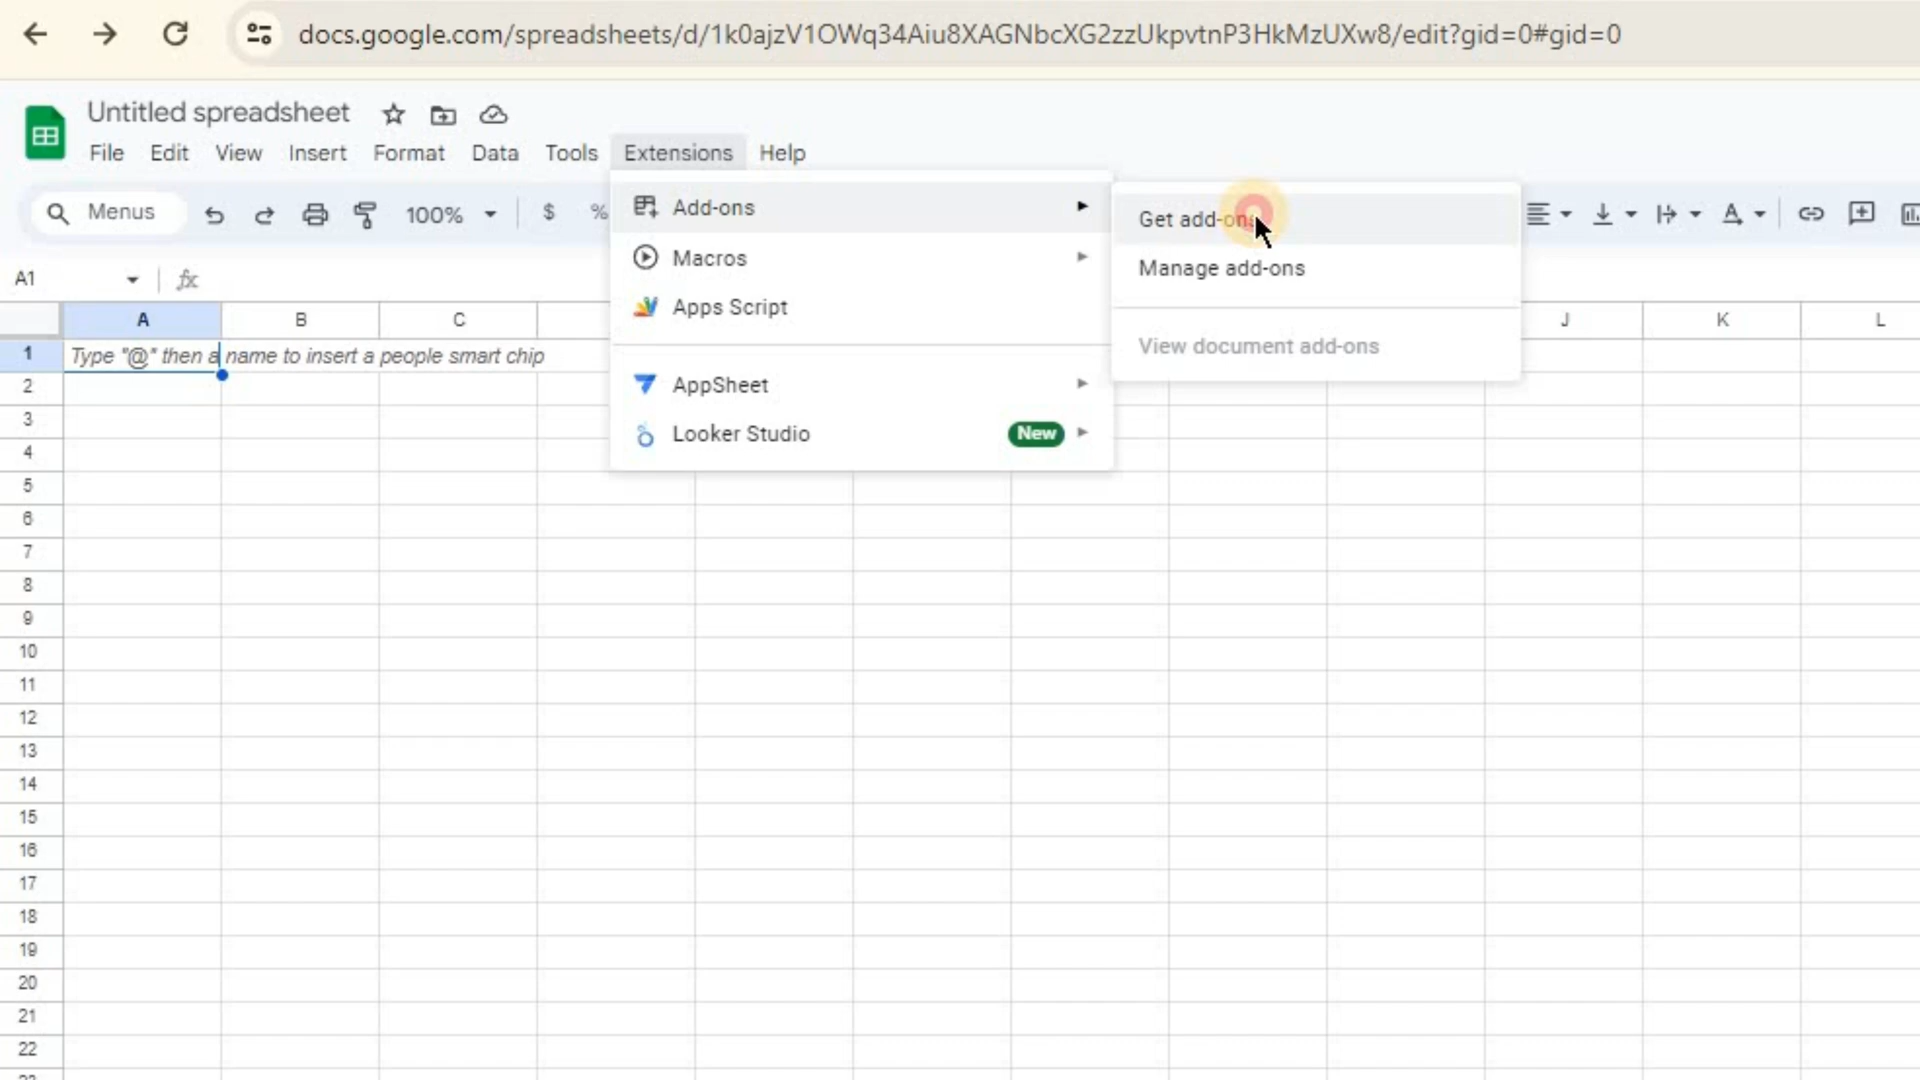 docs.google.com/spreadsheets/d/1k0ajzV1OWq34Aiu8XAGNbcXG2zzUkpvtnP3HkMzUXw8/edit?gid=0#gid=0
Untitled spreadsheet
File Edit View Insert Format Data Tools Extensions Help
Menus 100% $ %
Add-ons
Macros
Apps Script
AppSheet
Looker Studio New
Get add-ons
Manage add-ons
View document add-ons
A1 fx
A B C J K L
1 Type "@" then a name to insert a people smart chip
2
3
4
5
6
7
8
9
10
11
12
13
14
15
16
17
18
19
20
21
22